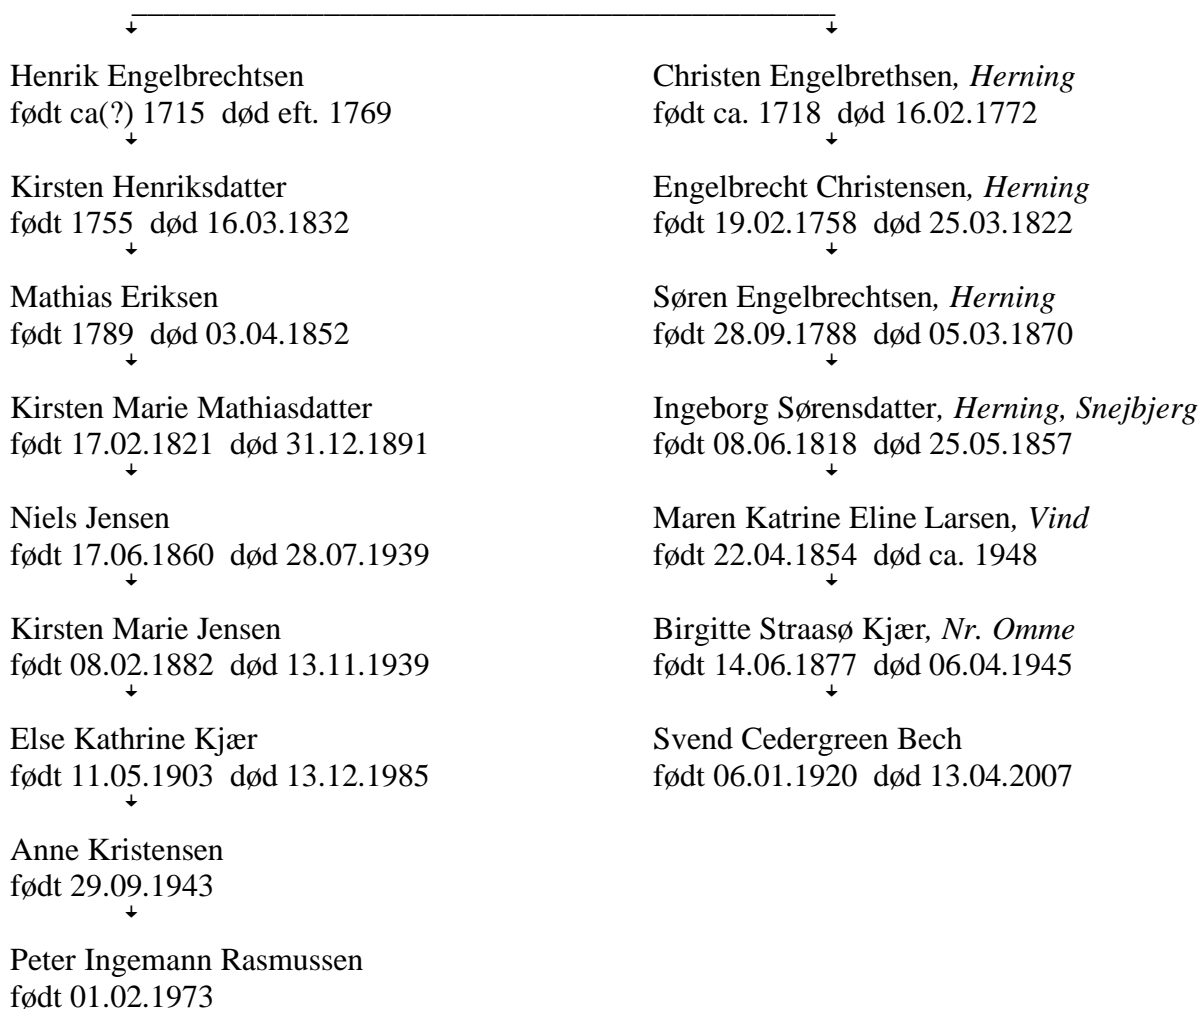 Henrik Engelbrechtsen
født ca(?) 1715 død eft. 1769
Kirsten Henriksdatter
født 1755 død 16.03.1832
Mathias Eriksen
født 1789 død 03.04.1852
Kirsten Marie Mathiasdatter
født 17.02.1821 død 31.12.1891
Niels Jensen
født 17.06.1860 død 28.07.1939
Kirsten Marie Jensen
født 08.02.1882 død 13.11.1939
Else Kathrine Kjær
født 11.05.1903 død 13.12.1985
Anne Kristensen
født 29.09.1943
Peter Ingemann Rasmussen
født 01.02.1973
Christen Engelbrethsen, Herning
født ca. 1718 død 16.02.1772
Engelbrecht Christensen, Herning
født 19.02.1758 død 25.03.1822
Søren Engelbrechtsen, Herning
født 28.09.1788 død 05.03.1870
Ingeborg Sørensdatter, Herning, Snejbjerg
født 08.06.1818 død 25.05.1857
Maren Katrine Eline Larsen, Vind
født 22.04.1854 død ca. 1948
Birgitte Straasø Kjær, Nr. Omme
født 14.06.1877 død 06.04.1945
Svend Cedergreen Bech
født 06.01.1920 død 13.04.2007